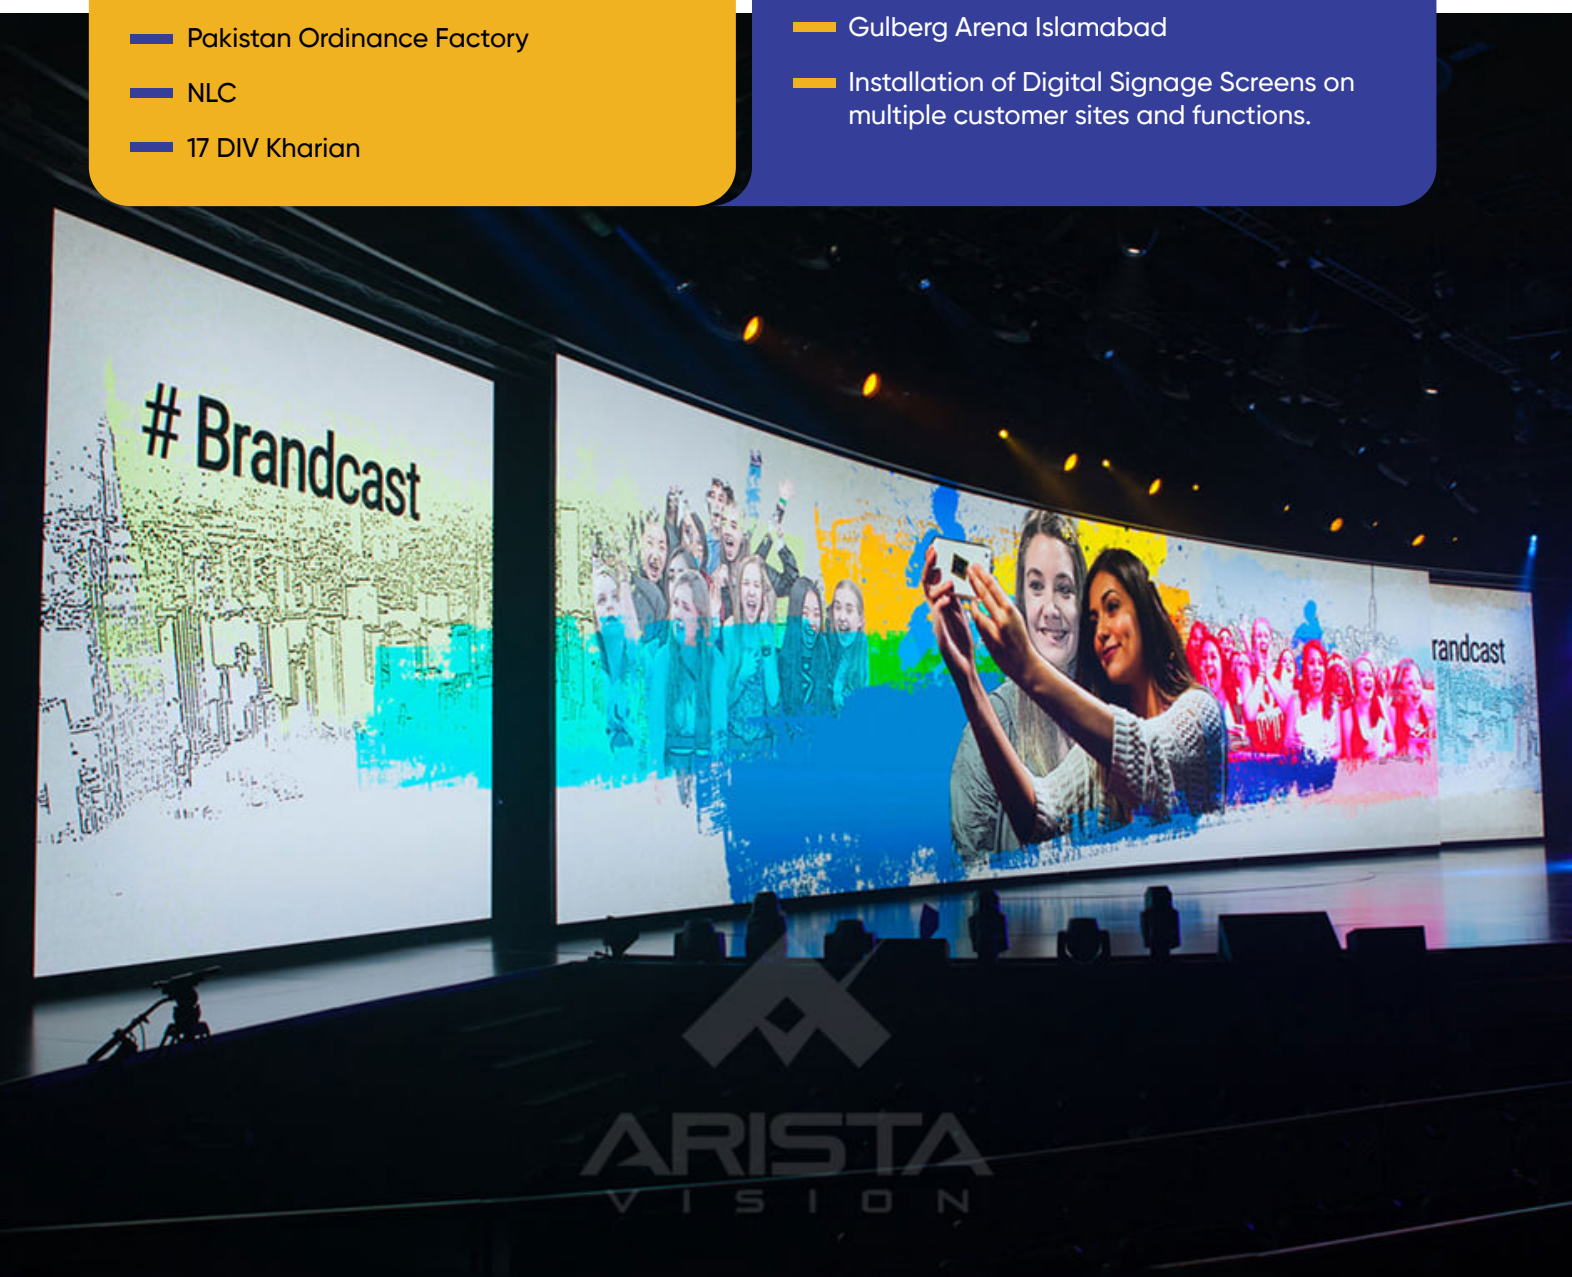 Pakistan Ordinance Factory
NLC
17 DIV Kharian
Gulberg Arena Islamabad
Installation of Digital Signage Screens on
multiple customer sites and functions.
# Brandcast
randcast
ARISTA
VISION